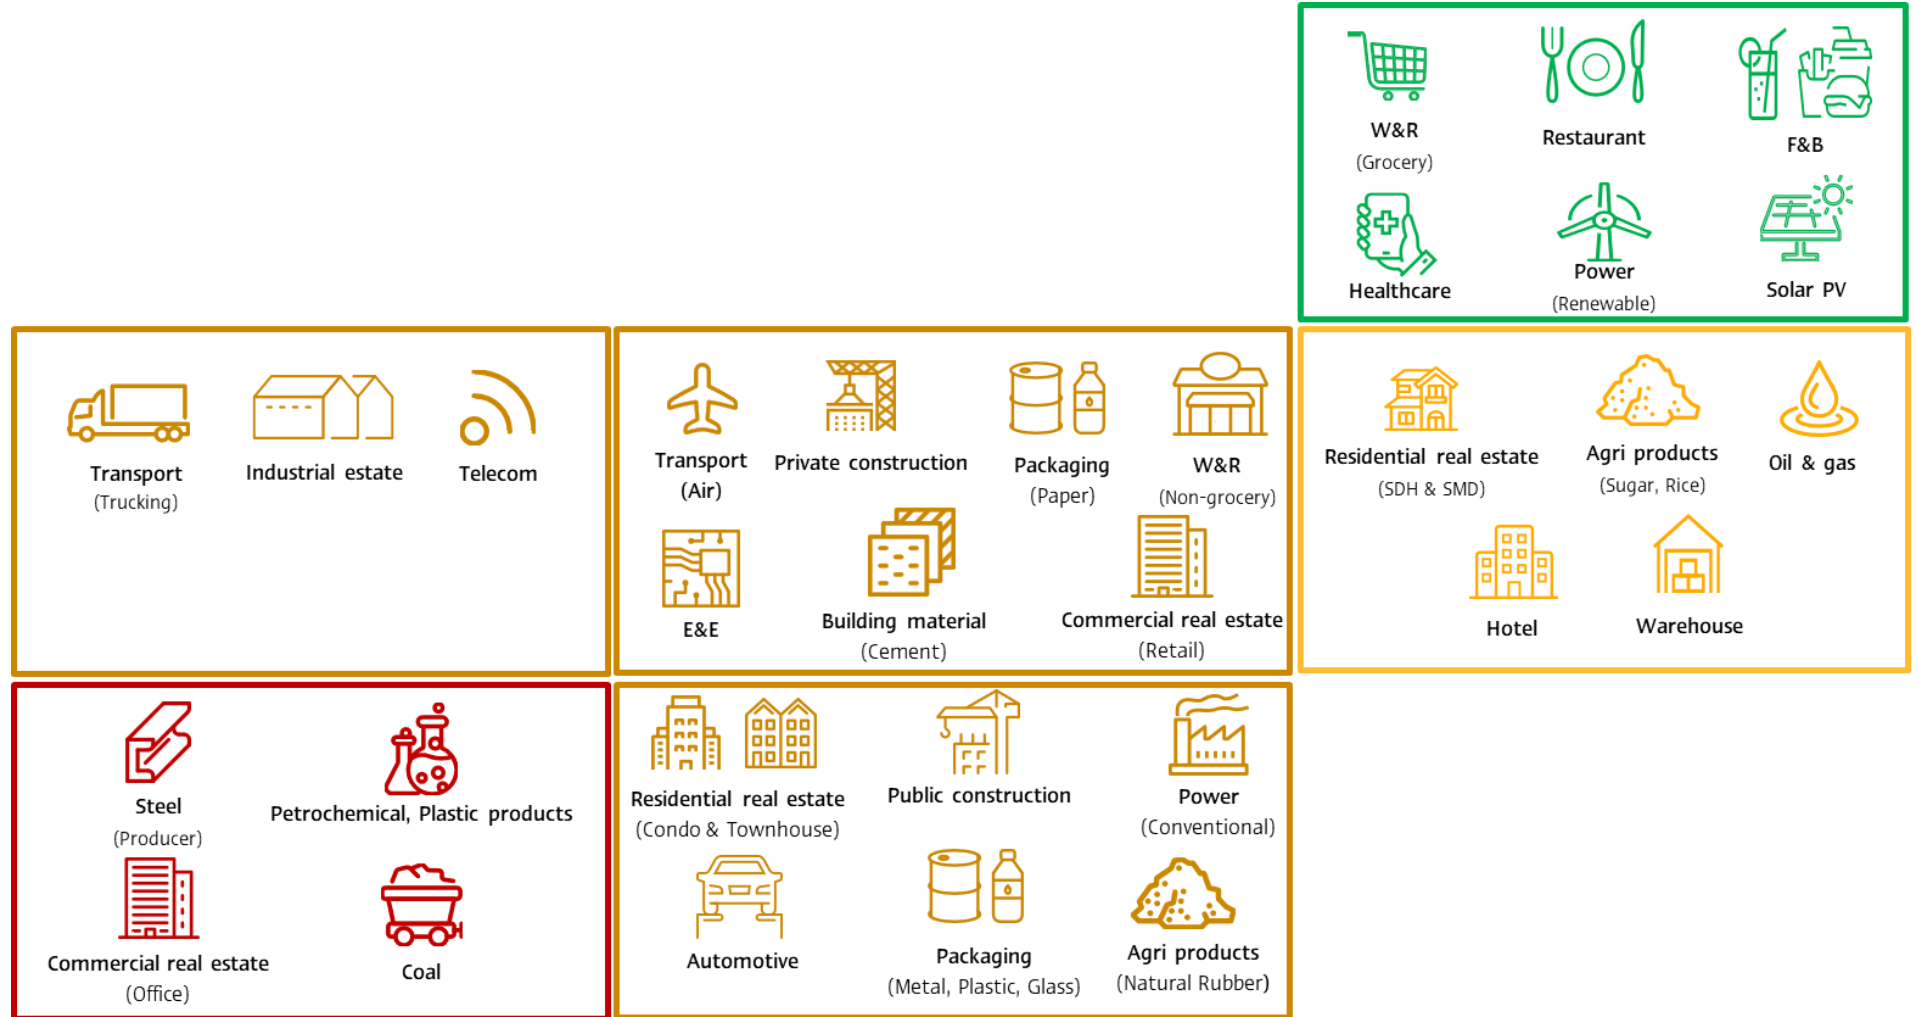 W&R
(Grocery)
Restaurant
F&B
Healthcare
Power
(Renewable)
Solar PV
Transport
(Trucking)
Industrial estate
Telecom
Transport
(Air)
Private construction
Packaging
(Paper)
W&R
(Non-grocery)
E&E
Building material
(Cement)
Commercial real estate
(Retail)
Residential real estate
(SDH & SMD)
Agri products
(Sugar, Rice)
Oil & gas
Hotel
Warehouse
Steel
(Producer)
Petrochemical, Plastic products
Commercial real estate
(Office)
Coal
Residential real estate
(Condo & Townhouse)
Public construction
Power
(Conventional)
Automotive
Packaging
(Metal, Plastic, Glass)
Agri products
(Natural Rubber)